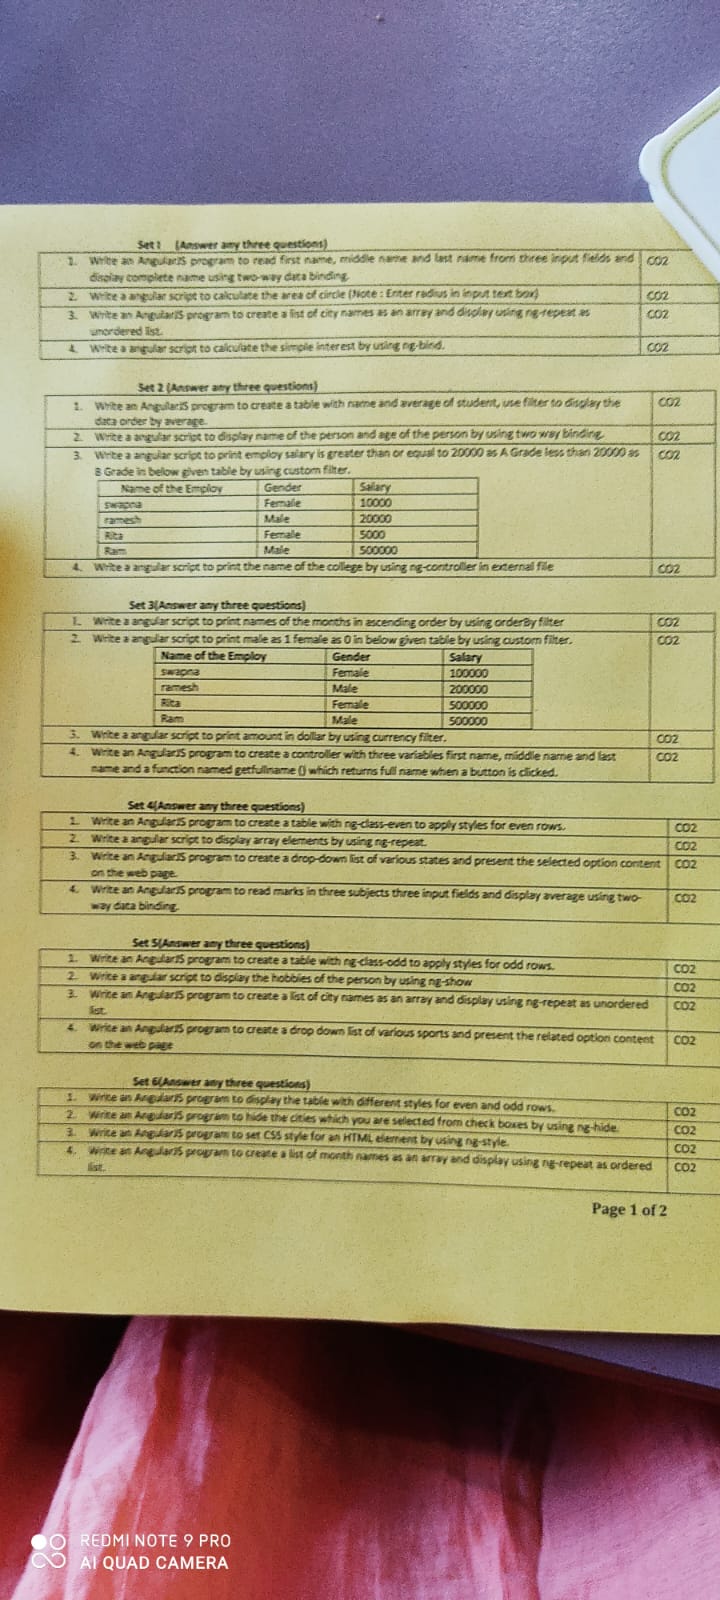 Set 1 (Answer any three questions)
1. Write an AngularJS program to read first name, middle name and last name from three input fields and CO2
display complete name using two-way data binding.
2. Write a angular script to calculate the area of circle (Note : Enter radius in input text box) CO2
3. Write an AngularJS program to create a list of city names as an array and display using ng-repeat as CO2
unordered list.
4. Write a angular script to calculate the simple interest by using ng-bind. CO2
Set 2 (Answer any three questions)
1. Write an AngularJS program to create a table with name and average of student, use filter to display the CO2
data order by average.
2. Write a angular script to display name of the person and age of the person by using two way binding. CO2
3. Write a angular script to print employ salary is greater than or equal to 20000 as A Grade less than 20000 as CO2
B Grade in below given table by using custom filter.
Name of the Employ Gender Salary
swapna Female 10000
ramesh Male 20000
Rita Female 5000
Ram Male 500000
4. Write a angular script to print the name of the college by using ng-controller in external file CO2
Set 3(Answer any three questions)
1. Write a angular script to print names of the months in ascending order by using orderBy filter CO2
2. Write a angular script to print male as 1 female as 0 in below given table by using custom filter. CO2
Name of the Employ Gender Salary
swapna Female 100000
ramesh Male 200000
Rita Female 500000
Ram Male 500000
3. Write a angular script to print amount in dollar by using currency filter. CO2
4. Write an AngularJS program to create a controller with three variables first name, middle name and last CO2
name and a function named getfullname () which returns full name when a button is clicked.
Set 4(Answer any three questions)
1. Write an AngularJS program to create a table with ng-class-even to apply styles for even rows. CO2
2. Write a angular script to display array elements by using ng-repeat. CO2
3. Write an AngularJS program to create a drop-down list of various states and present the selected option content CO2
on the web page.
4. Write an AngularJS program to read marks in three subjects three input fields and display average using two- CO2
way data binding.
Set 5(Answer any three questions)
1. Write an AngularJS program to create a table with ng-class-odd to apply styles for odd rows. CO2
2. Write a angular script to display the hobbies of the person by using ng-show CO2
3. Write an AngularJS program to create a list of city names as an array and display using ng-repeat as unordered CO2
list.
4. Write an AngularJS program to create a drop down list of various sports and present the related option content CO2
on the web page
Set 6(Answer any three questions)
1. Write an AngularJS program to display the table with different styles for even and odd rows. CO2
2. Write an AngularJS program to hide the cities which you are selected from check boxes by using ng-hide. CO2
3. Write an AngularJS program to set CSS style for an HTML element by using ng-style. CO2
4. Write an AngularJS program to create a list of month names as an array and display using ng-repeat as ordered CO2
list.
Page 1 of 2
REDMI NOTE 9 PRO
AI QUAD CAMERA